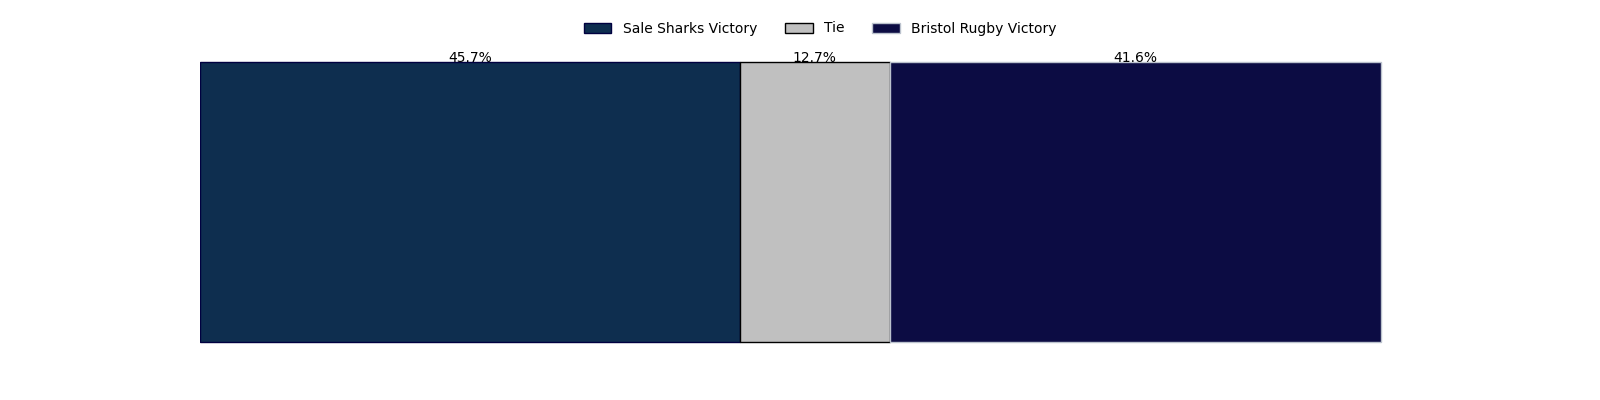 Sale Sharks Victory Tie Bristol Rugby Victory
45.7% 12.7% 41.6%